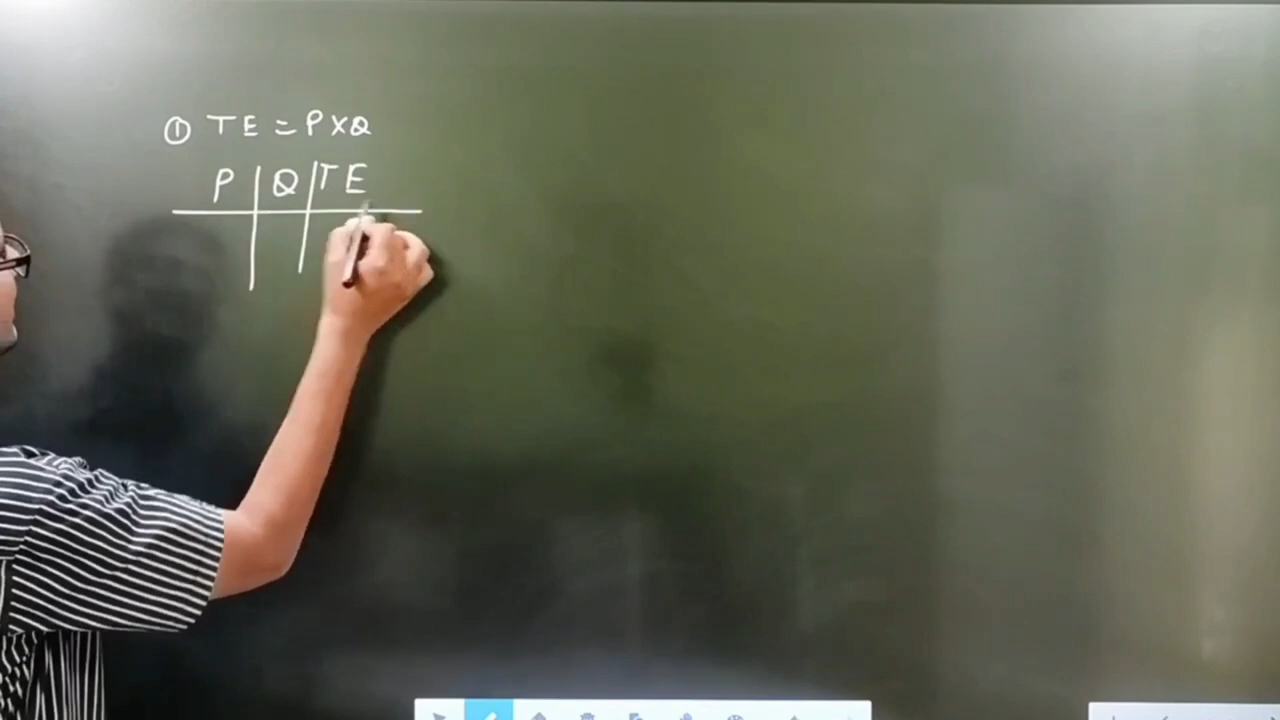 ① TE = P×Q
P Q TE